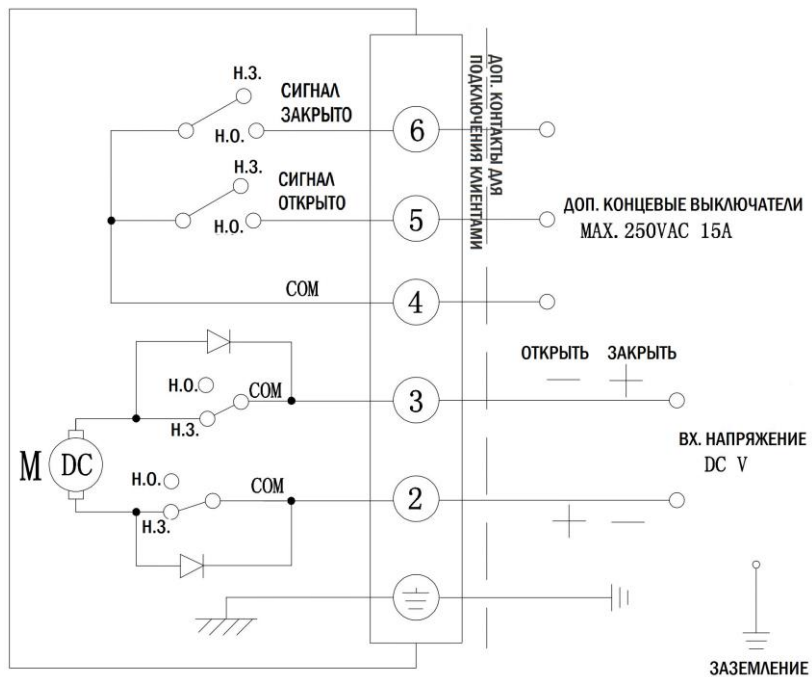 Н.З.
СИГНАЛ
ЗАКРЫТО
Н.О.
6
Н.З.
СИГНАЛ
ОТКРЫТО
Н.О.
5
COM
4
ДОП. КОНТАКТЫ ДЛЯ
ПОДКЛЮЧЕНИЯ КЛИЕНТАМИ
ДОП. КОНЦЕВЫЕ ВЫКЛЮЧАТЕЛИ
MAX. 250VAC 15A
ОТКРЫТЬ ЗАКРЫТЬ
— +
Н.О.
COM
3
Н.З.
M DC
ВХ. НАПРЯЖЕНИЕ
DC V
Н.О.
COM
2
Н.З.
+ —
ЗАЗЕМЛЕНИЕ